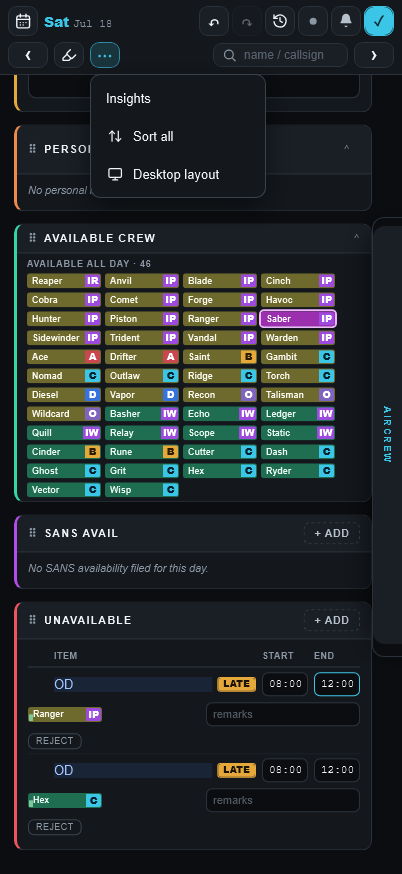 Sat Jul 18
name / callsign
Insights
Sort all
Desktop layout
No personal
AVAILABLE CREW
AVAILABLE ALL DAY · 46
Reaper IR Anvil IP Blade IP Cinch IP
Cobra IP Comet IP Forge IP Havoc IP
Hunter IP Piston IP Ranger IP Saber IP
Sidewinder IP Trident IP Vandal IP Warden IP
Ace A Drifter A Saint B Gambit C
Nomad C Outlaw C Ridge C Torch C
Diesel D Vapor D Recon O Talisman O
Wildcard O Basher IW Echo IW Ledger IW
Quill IW Relay IW Scope IW Static IW
Cinder B Rune B Cutter C Dash C
Ghost C Grit C Hex C Ryder C
Vector C Wisp C
AIRCREW
SANS AVAIL + ADD
No SANS availability filed for this day.
UNAVAILABLE + ADD
ITEM START END
OD LATE 08:00 12:00
Ranger IP remarks
REJECT
OD LATE 08:00 12:00
Hex C remarks
REJECT